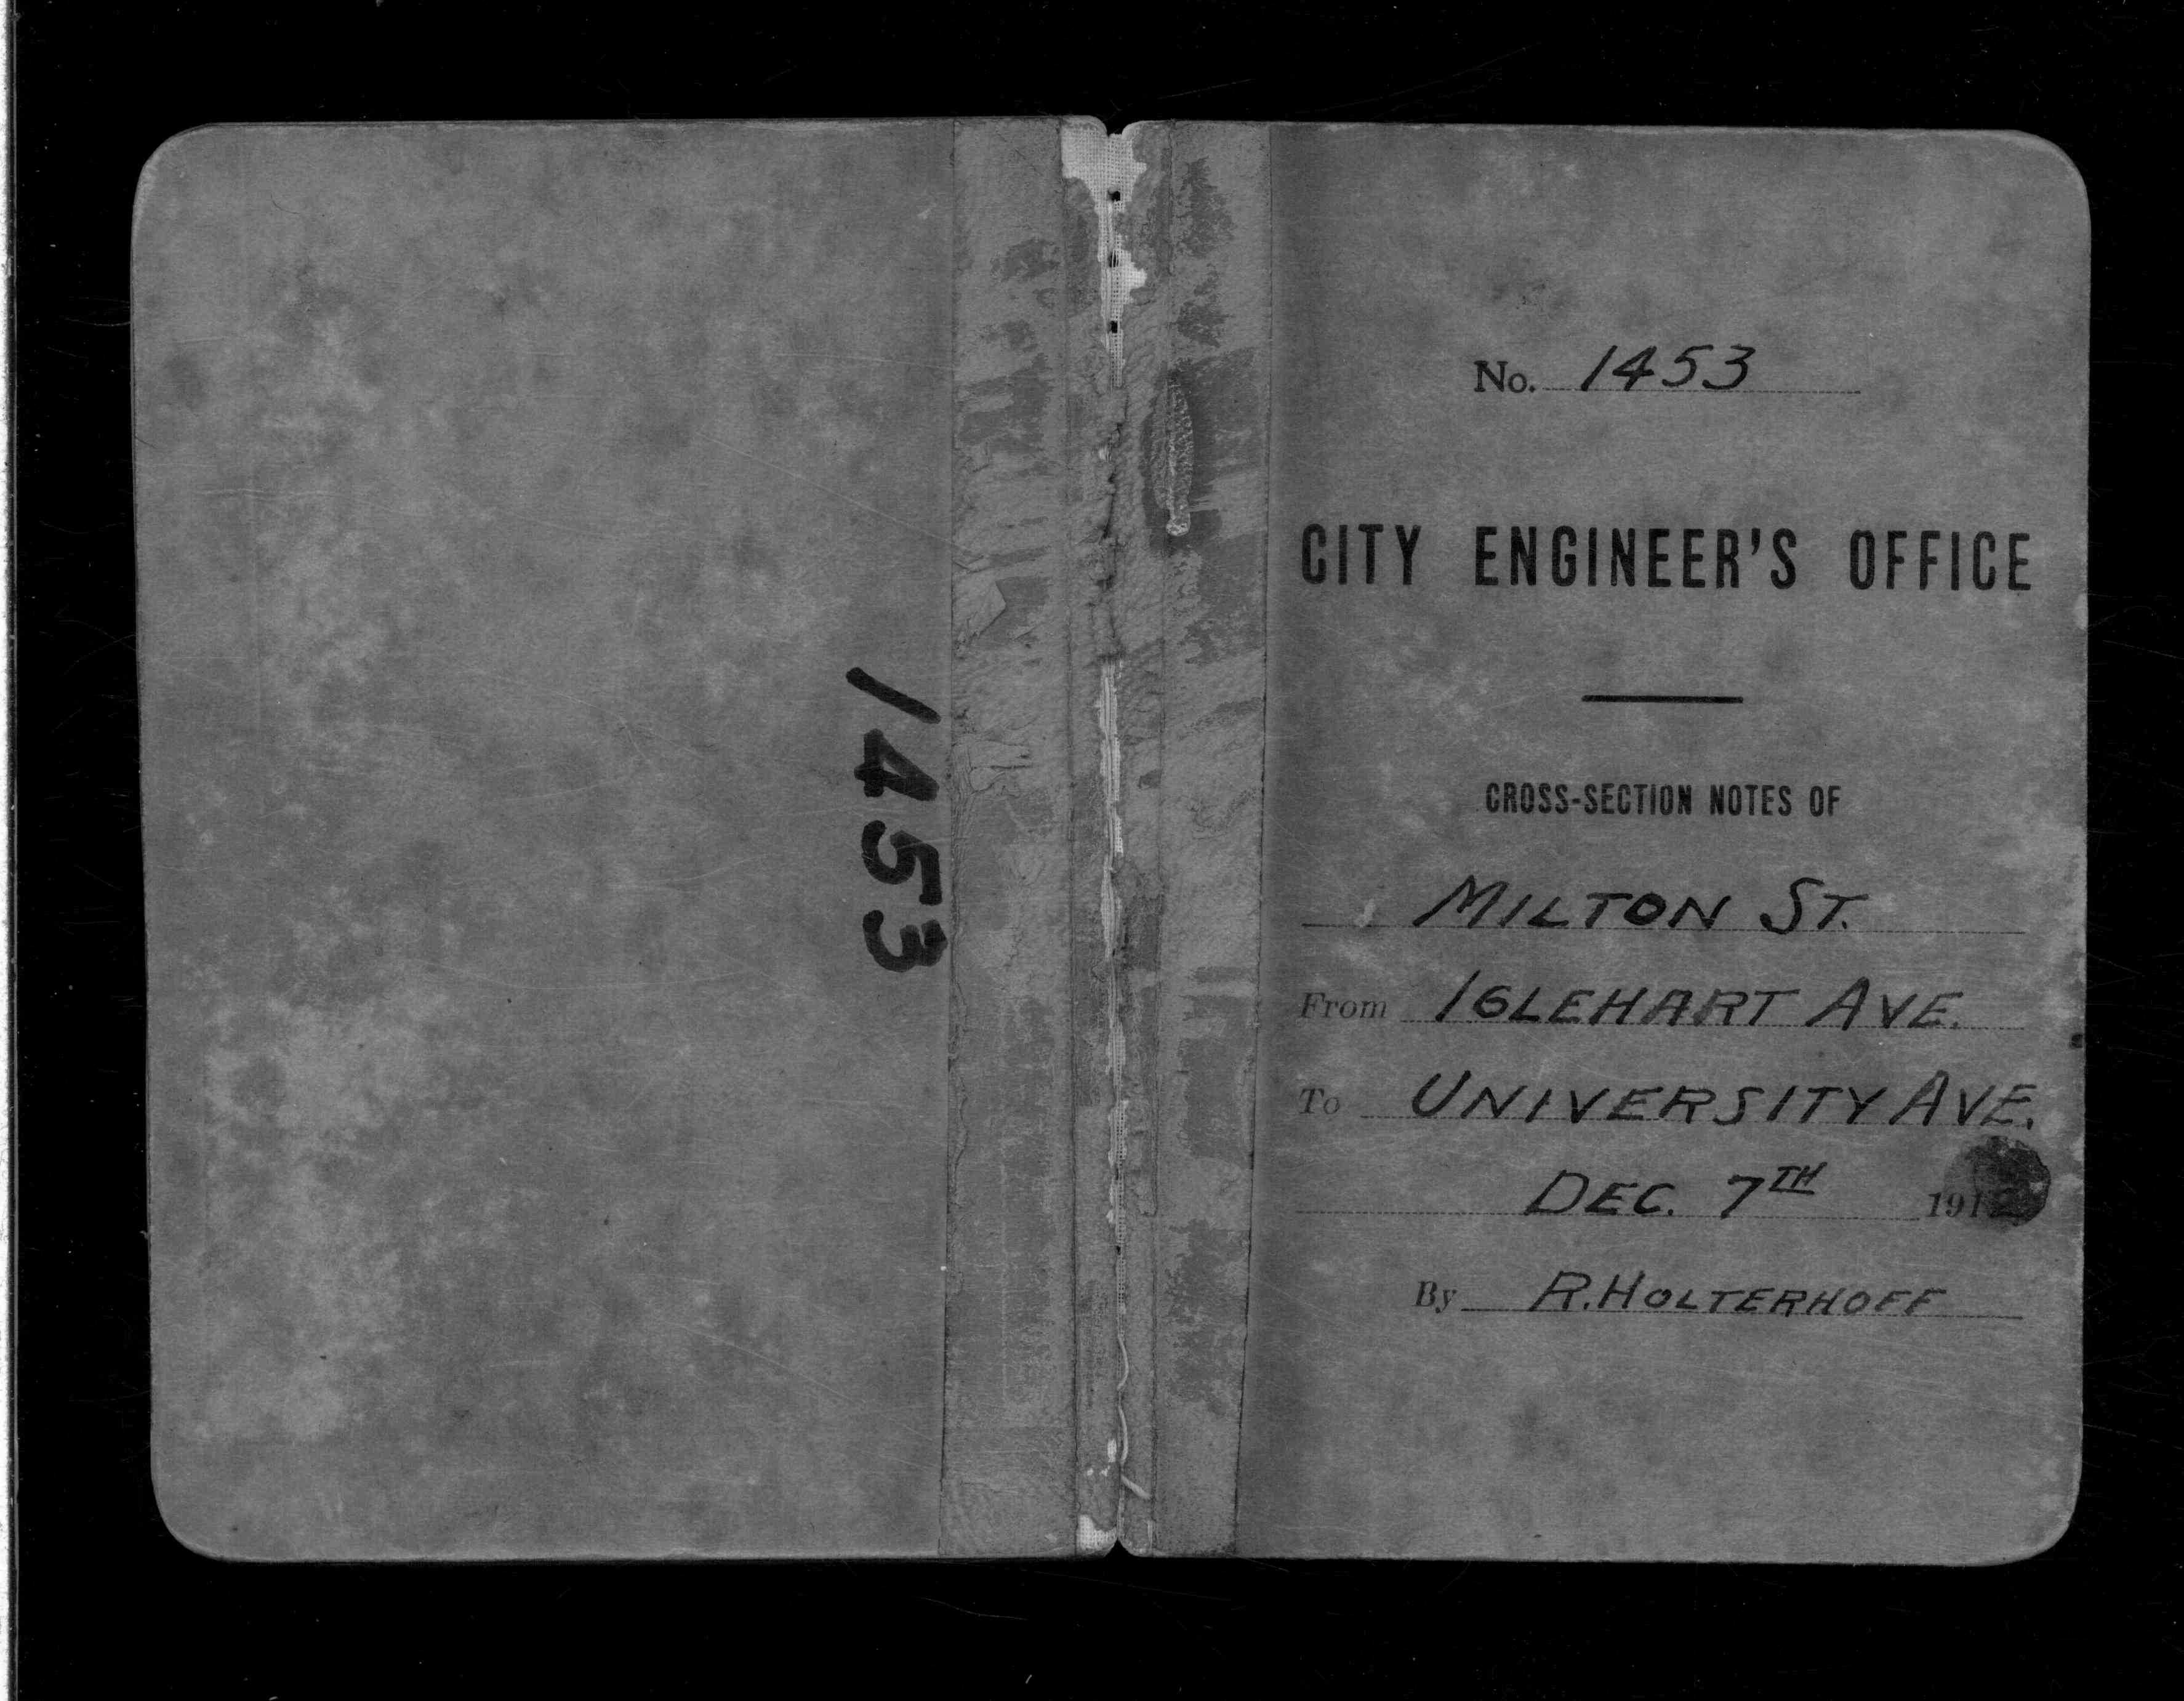 1453
No. 1453
CITY ENGINEER'S OFFICE
CROSS-SECTION NOTES OF
MILTON ST.
From IGLEHART AVE.
To UNIVERSITY AVE.
DEC. 7TH
By R. HOLTERHOFF